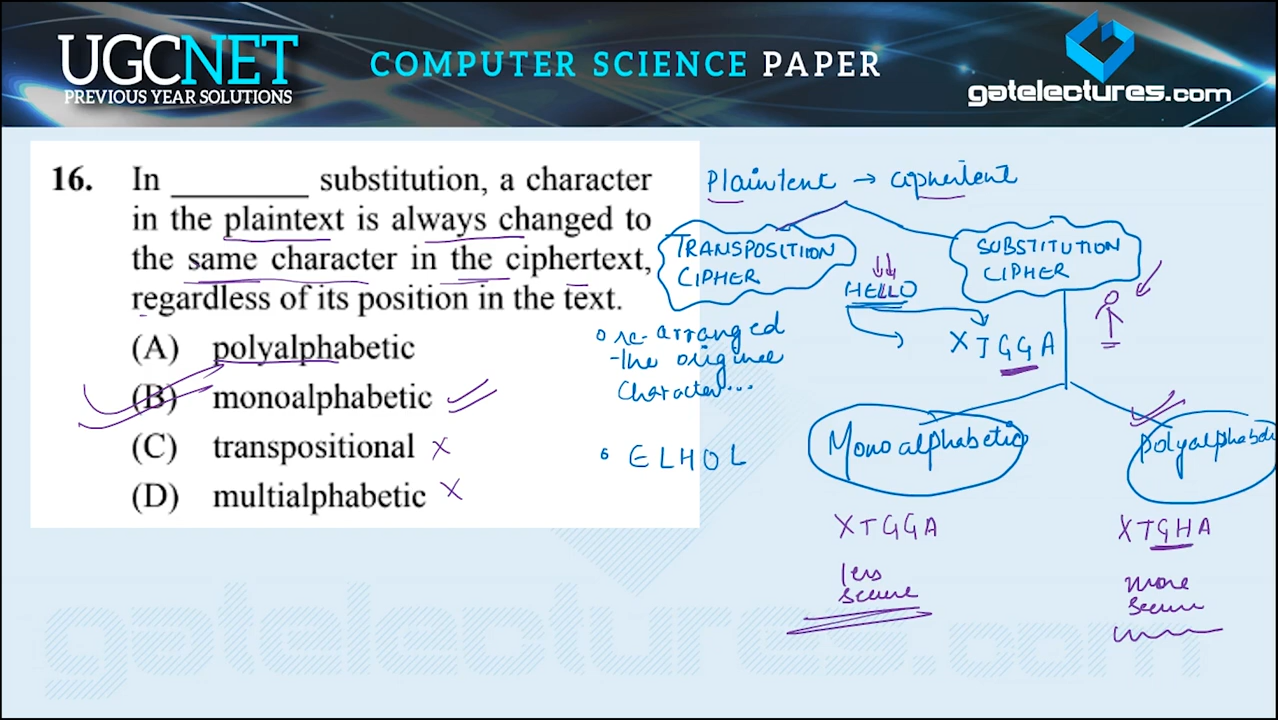 UGCNET
PREVIOUS YEAR SOLUTIONS
COMPUTER SCIENCE PAPER
gatelectures.com
16. In ________ substitution, a character
in the plaintext is always changed to
the same character in the ciphertext,
regardless of its position in the text.
(A) polyalphabetic
(B) monoalphabetic
(C) transpositional
(D) multialphabetic
Plaintext → ciphertext
TRANSPOSITION
CIPHER
SUBSTITUTION
CIPHER
HELLO
XTGGA
re-arranged
the original
character...
ELHOL
Monoalphabetic
polyalphabetic
XTGGA
XTGHA
less
secure
more
secure
gatelectures.com